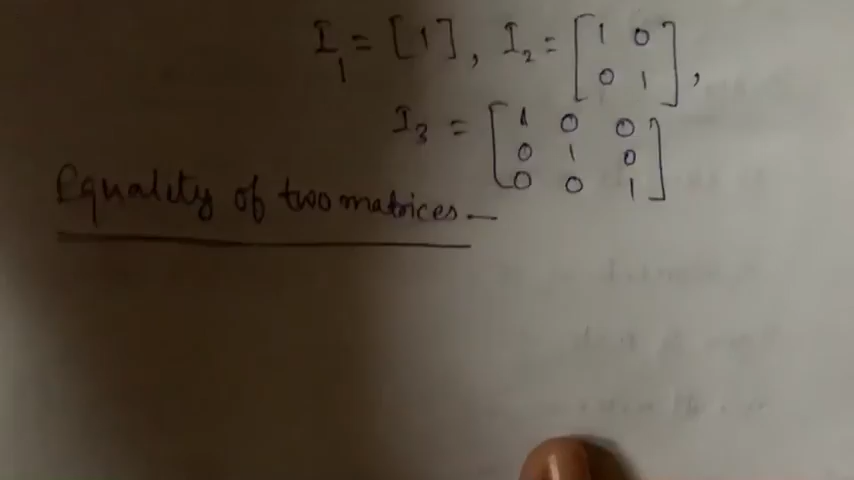 I₁ = [1], I₂ = [1 0
0 1],
I₃ = [1 0 0
0 1 0
0 0 1]
Equality of two matrices —